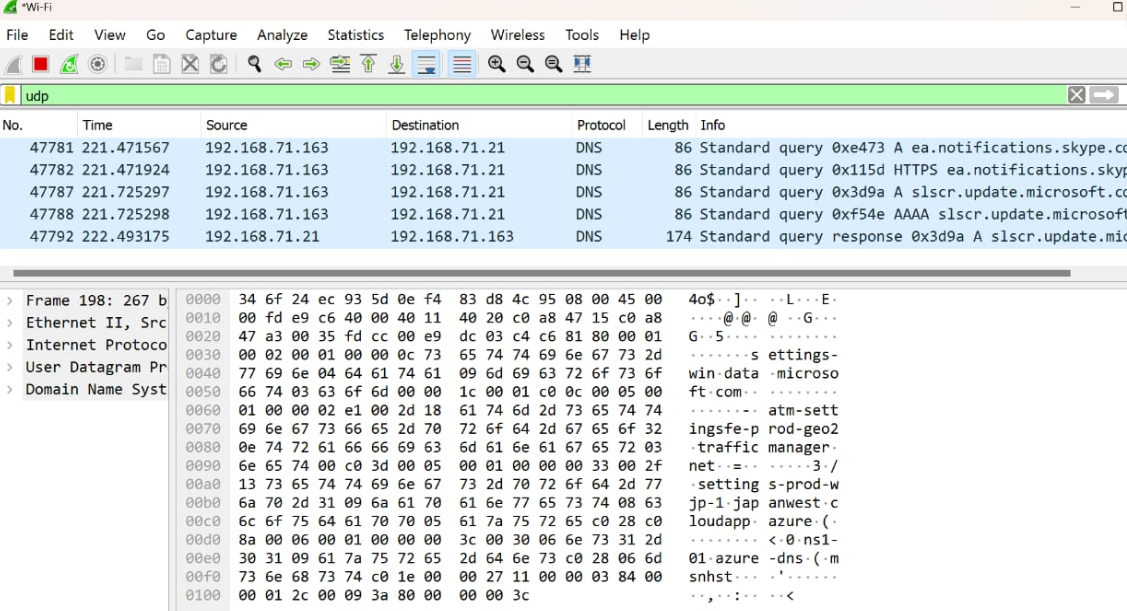 *Wi-Fi
File Edit View Go Capture Analyze Statistics Telephony Wireless Tools Help
udp
No. Time Source Destination Protocol Length Info
47781 221.471567 192.168.71.163 192.168.71.21 DNS 86 Standard query 0xe473 A ea.notifications.skype.co
47782 221.471924 192.168.71.163 192.168.71.21 DNS 86 Standard query 0x115d HTTPS ea.notifications.skyp
47787 221.725297 192.168.71.163 192.168.71.21 DNS 86 Standard query 0x3d9a A slscr.update.microsoft.co
47788 221.725298 192.168.71.163 192.168.71.21 DNS 86 Standard query 0xf54e AAAA slscr.update.microsoft
47792 222.493175 192.168.71.21 192.168.71.163 DNS 174 Standard query response 0x3d9a A slscr.update.mic
> Frame 198: 267 b
> Ethernet II, Src
> Internet Protoco
> User Datagram Pr
> Domain Name Syst
0000 34 6f 24 ec 93 5d 0e f4 83 d8 4c 95 08 00 45 00 4o$··]·· ··L···E·
0010 00 fd e9 c6 40 00 40 11 40 20 c0 a8 47 15 c0 a8 ····@·@· @ ··G···
0020 47 a3 00 35 fd cc 00 e9 dc 03 c4 c6 81 80 00 01 G··5···· ········
0030 00 02 00 01 00 00 0c 73 65 74 74 69 6e 67 73 2d ·······s ettings-
0040 77 69 6e 04 64 61 74 61 09 6d 69 63 72 6f 73 6f win·data ·microso
0050 66 74 03 63 6f 6d 00 00 1c 00 01 c0 0c 00 05 00 ft·com·· ········
0060 01 00 00 02 e1 00 2d 18 61 74 6d 2d 73 65 74 74 ······-· atm-sett
0070 69 6e 67 73 66 65 2d 70 72 6f 64 2d 67 65 6f 32 ingsfe-p rod-geo2
0080 0e 74 72 61 66 66 69 63 6d 61 6e 61 67 65 72 03 ·traffic manager·
0090 6e 65 74 00 c0 3d 00 05 00 01 00 00 00 33 00 2f net··=·· ·····3·/
00a0 13 73 65 74 74 69 6e 67 73 2d 70 72 6f 64 2d 77 ·setting s-prod-w
00b0 6a 70 2d 31 09 6a 61 70 61 6e 77 65 73 74 08 63 jp-1·jap anwest·c
00c0 6c 6f 75 64 61 70 70 05 61 7a 75 72 65 c0 28 c0 loudapp· azure·(·
00d0 8a 00 06 00 01 00 00 00 3c 00 30 06 6e 73 31 2d ········ <·0·ns1-
00e0 30 31 09 61 7a 75 72 65 2d 64 6e 73 c0 28 06 6d 01·azure -dns·(·m
00f0 73 6e 68 73 74 c0 1e 00 00 27 11 00 00 03 84 00 snhst··· ·'······
0100 00 01 2c 00 09 3a 80 00 00 00 3c ··,··:·· ··<